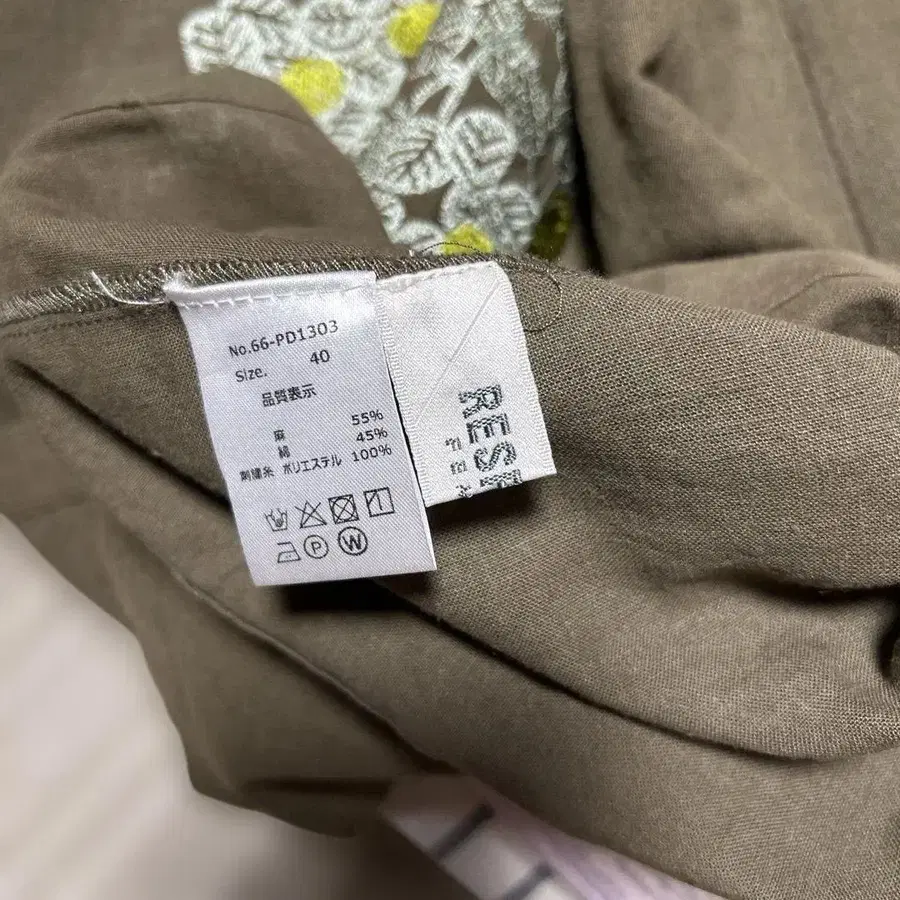 No.66-PD1303
Size. 40
品質表示
麻 55%
綿 45%
刺繍糸 ポリエステル 100%
P W